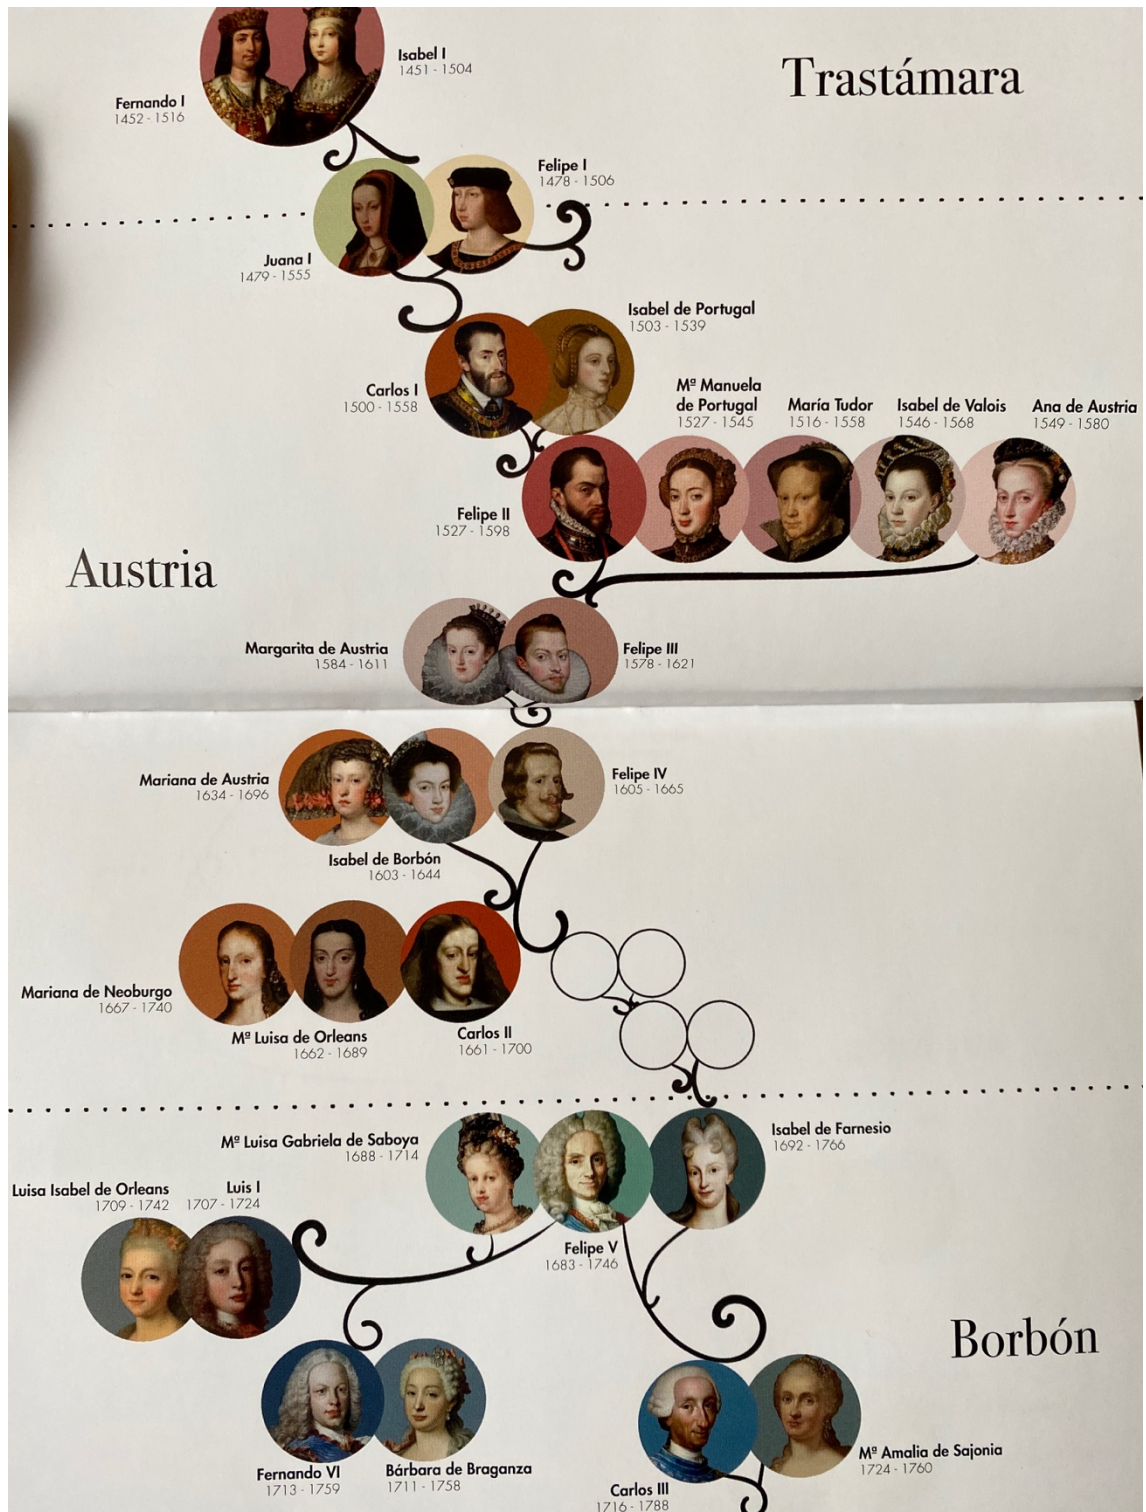 Isabel I
1451 - 1504
Trastámara
Fernando I
1452 - 1516
Felipe I
1478 - 1506
Juana I
1479 - 1555
Isabel de Portugal
1503 - 1539
Carlos I
1500 - 1558
Mª Manuela
de Portugal
1527 - 1545
María Tudor
1516 - 1558
Isabel de Valois
1546 - 1568
Ana de Austria
1549 - 1580
Felipe II
1527 - 1598
Austria
Margarita de Austria
1584 - 1611
Felipe III
1578 - 1621
Mariana de Austria
1634 - 1696
Felipe IV
1605 - 1665
Isabel de Borbón
1603 - 1644
Mariana de Neoburgo
1667 - 1740
Mª Luisa de Orleans
1662 - 1689
Carlos II
1661 - 1700
Mª Luisa Gabriela de Saboya
1688 - 1714
Isabel de Farnesio
1692 - 1766
Luisa Isabel de Orleans
1709 - 1742
Luis I
1707 - 1724
Felipe V
1683 - 1746
Borbón
Fernando VI
1713 - 1759
Bárbara de Braganza
1711 - 1758
Carlos III
1716 - 1788
Mª Amalia de Sajonia
1724 - 1760